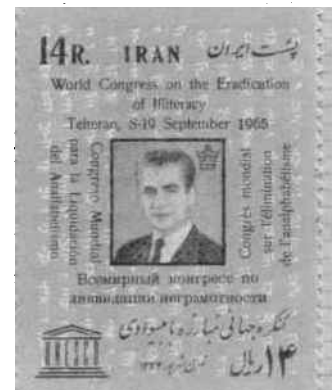 14R. IRAN پست ایران
World Congress on the Eradication
of Illiteracy
Teheran, 8-19 September 1965
Congreso Mundial
para la Liquidación
del Analfabetismo
Congrès mondial
sur l'élimination
de l'analphabétisme
Всемирный конгресс по
ликвидации неграмотности
کنگره جهانی مبارزه با بیسوادی
۱۴ ریال